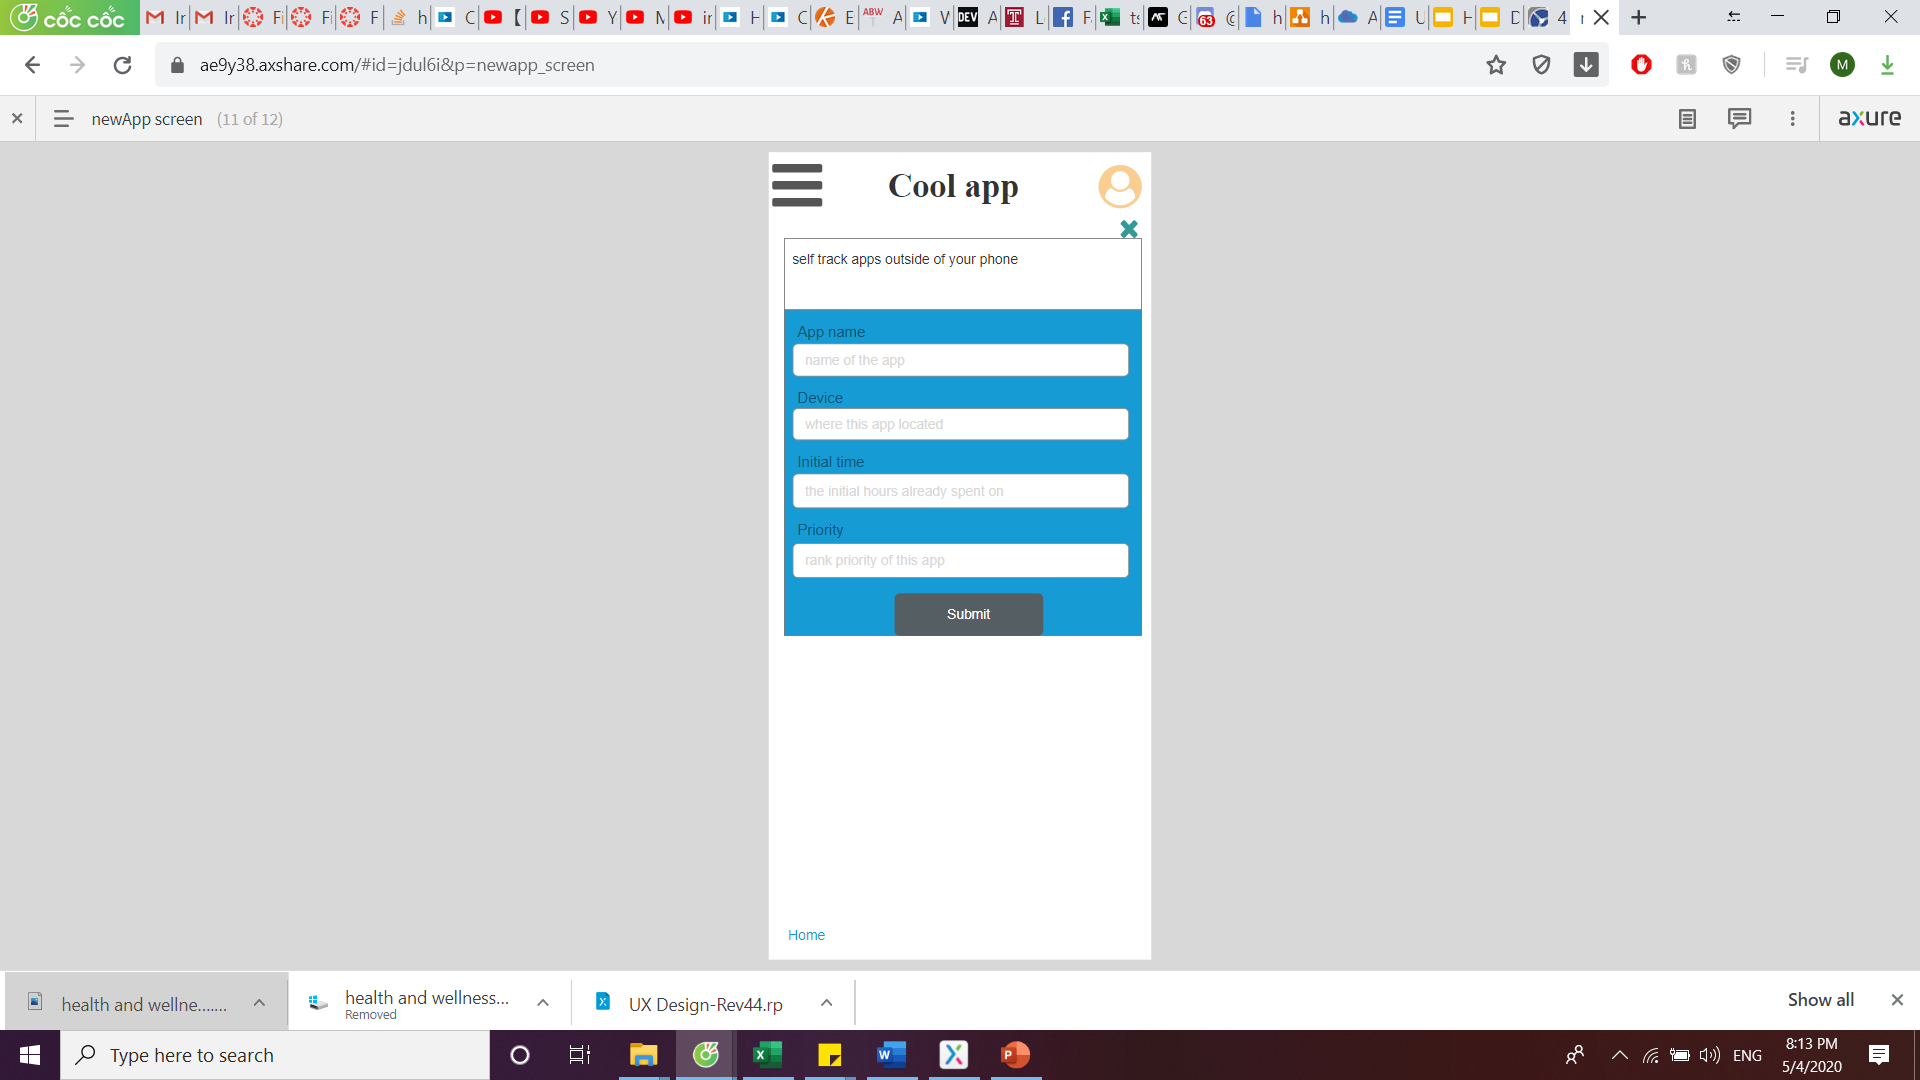 cốc cốc
ae9y38.axshare.com/#id=jdul6i&p=newapp_screen
M
newApp screen (11 of 12)
axure
Cool app
self track apps outside of your phone
App name
name of the app
Device
where this app located
Initial time
the initial hours already spent on
Priority
rank priority of this app
Submit
Home
health and wellne.......
health and wellness...
Removed
UX Design-Rev44.rp
Show all
Type here to search
ENG
8:13 PM
5/4/2020